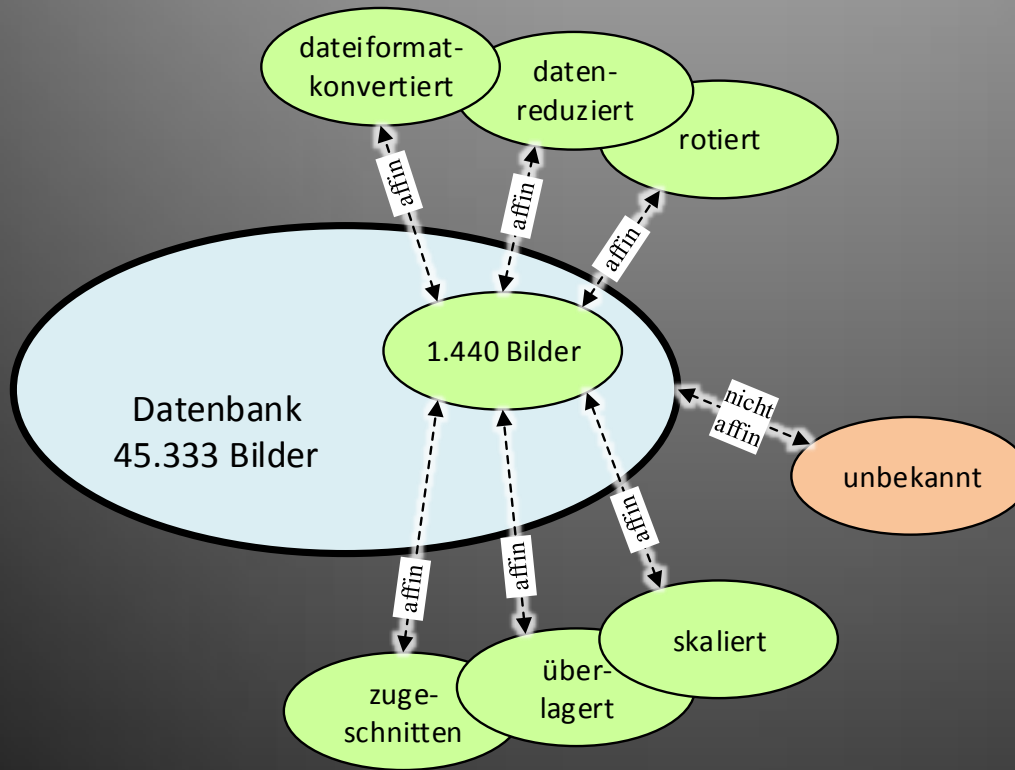 dateiformat-
konvertiert
daten-
reduziert
rotiert
affin
affin
affin
1.440 Bilder
Datenbank
45.333 Bilder
nicht
affin
unbekannt
affin
affin
affin
skaliert
über-
lagert
zuge-
schnitten